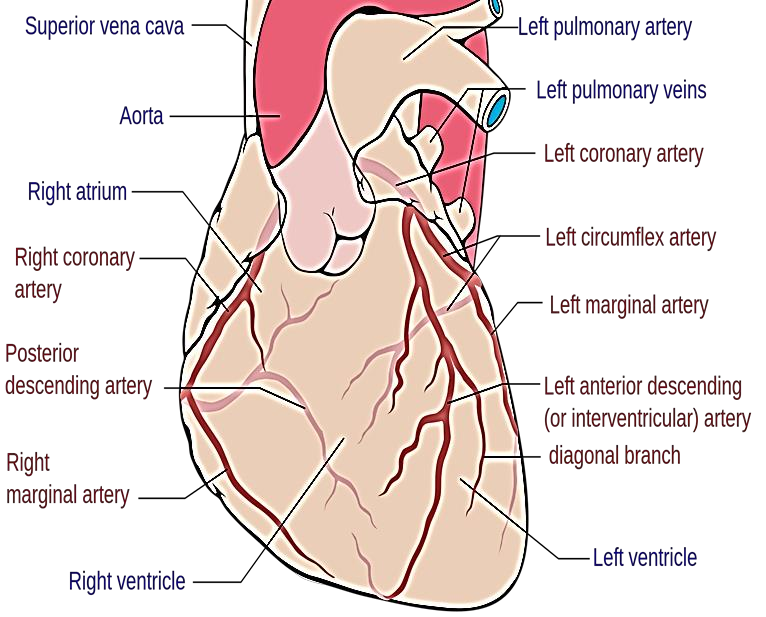 Superior vena cava
Aorta
Right atrium
Right coronary
artery
Posterior
descending artery
Right
marginal artery
Right ventricle
Left pulmonary artery
Left pulmonary veins
Left coronary artery
Left circumflex artery
Left marginal artery
Left anterior descending
(or interventricular) artery
diagonal branch
Left ventricle